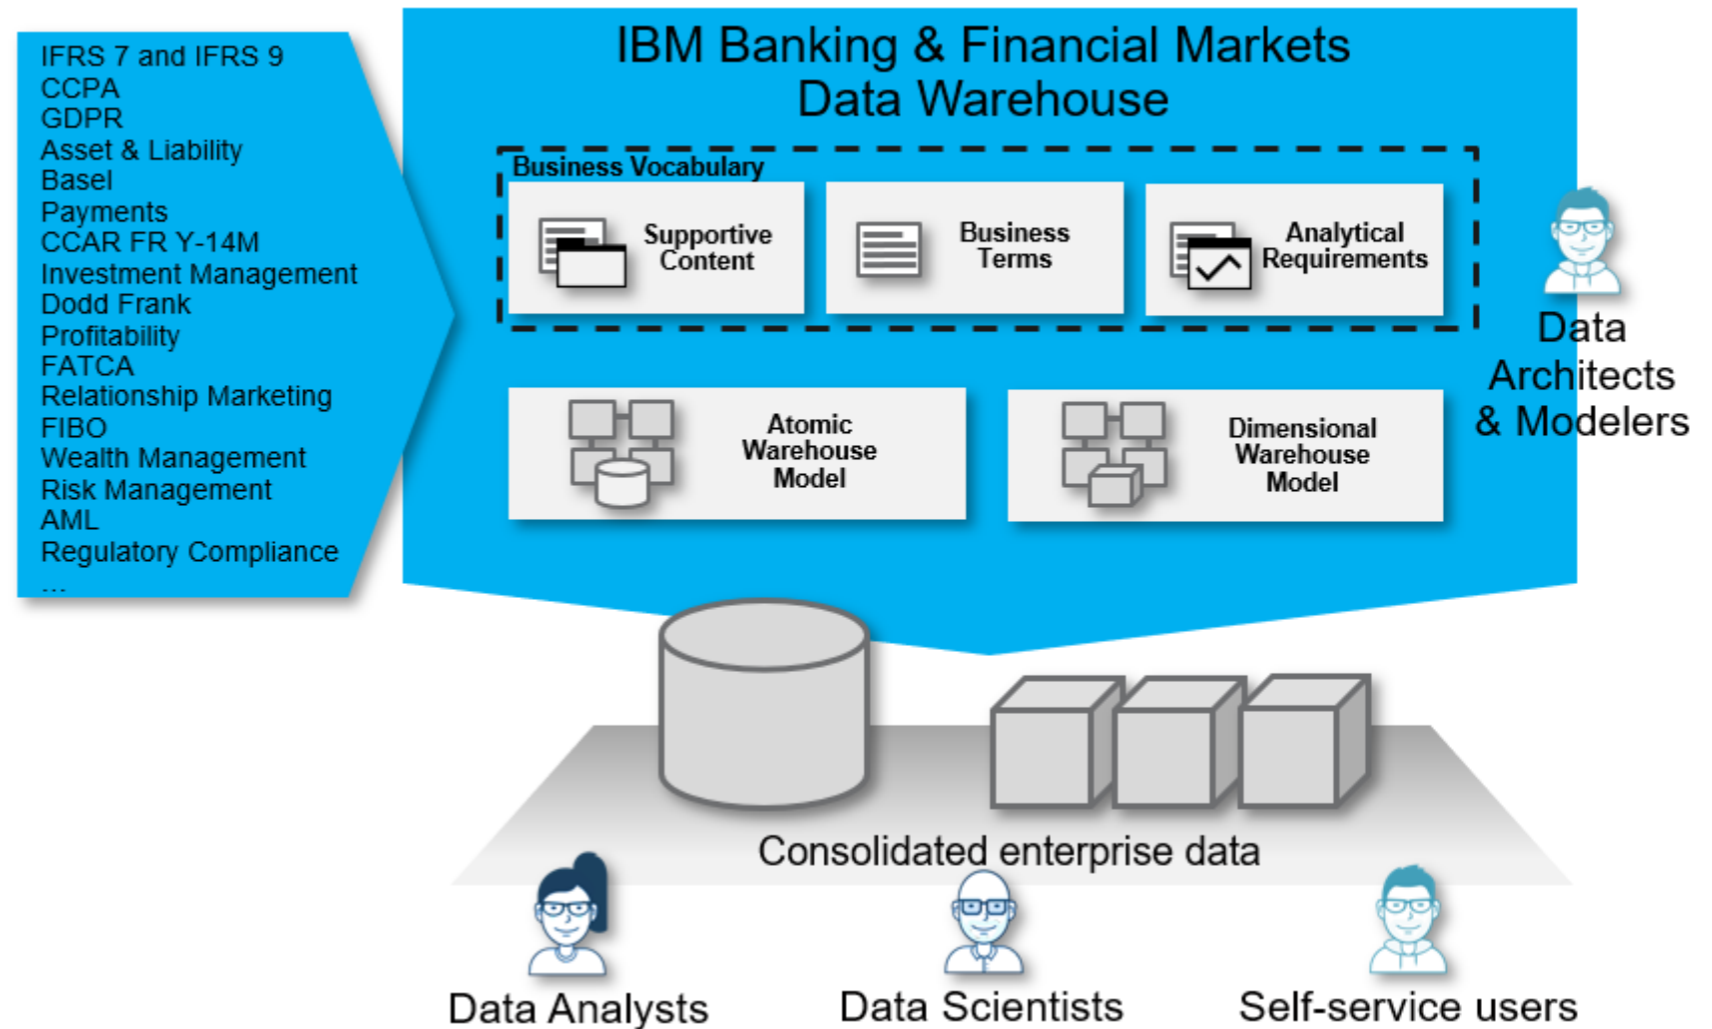 IFRS 7 and IFRS 9
CCPA
GDPR
Asset & Liability
Basel
Payments
CCAR FR Y-14M
Investment Management
Dodd Frank
Profitability
FATCA
Relationship Marketing
FIBO
Wealth Management
Risk Management
AML
Regulatory Compliance
...
IBM Banking & Financial Markets
Data Warehouse
Business Vocabulary
Supportive
Content
Business
Terms
Analytical
Requirements
Data
Architects
& Modelers
Atomic
Warehouse
Model
Dimensional
Warehouse
Model
Consolidated enterprise data
Data Analysts
Data Scientists
Self-service users